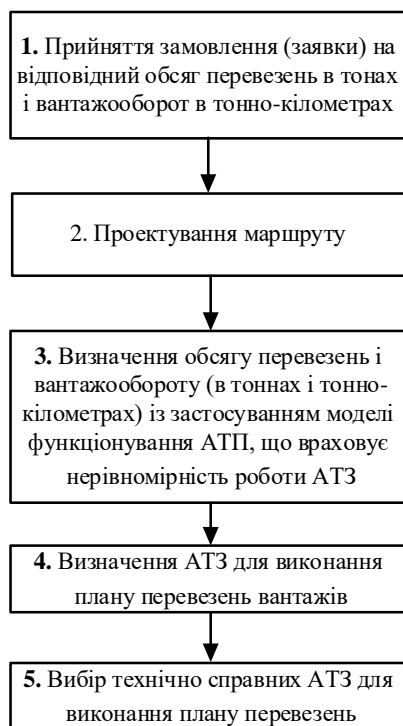 1. Прийняття замовлення (заявки) на
відповідний обсяг перевезень в тонах
і вантажооборот в тонно-кілометрах
2. Проектування маршруту
3. Визначення обсягу перевезень і
вантажообороту (в тоннах і тонно-
кілометрах) із застосуванням моделі
функціонування АТП, що враховує
нерівномірність роботи АТЗ
4. Визначення АТЗ для виконання
плану перевезень вантажів
5. Вибір технічно справних АТЗ для
виконання плану перевезень